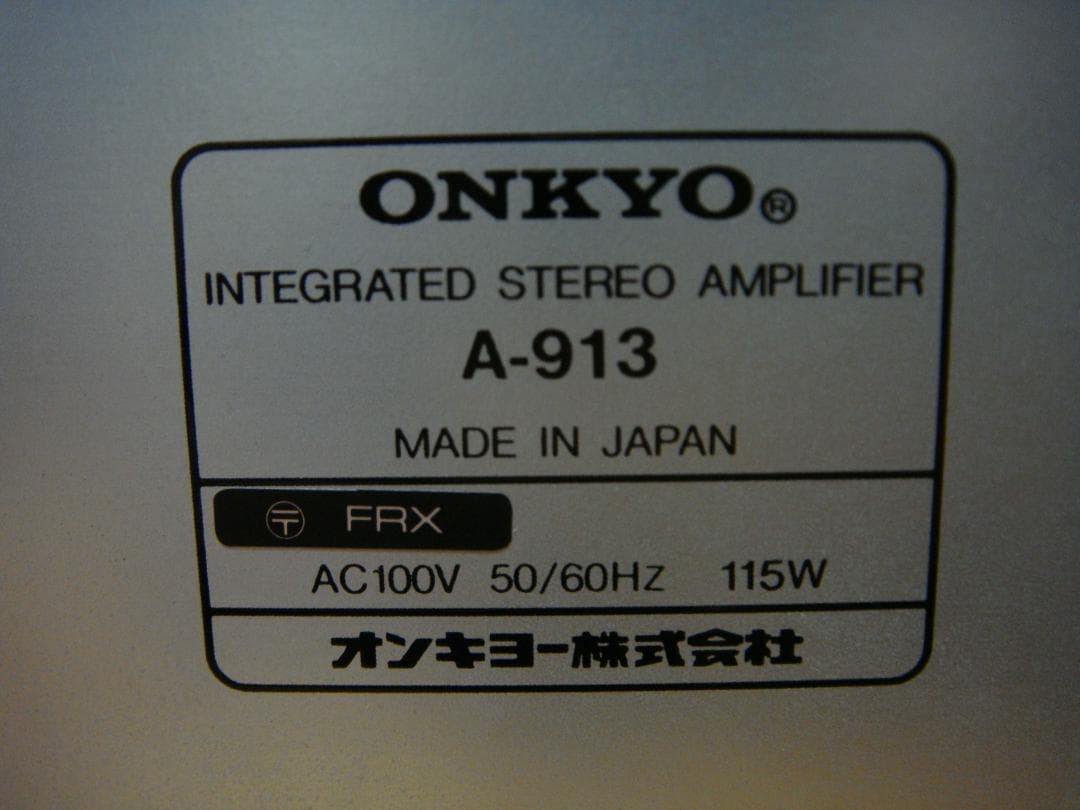 ONKYO®
INTEGRATED STEREO AMPLIFIER
A-913
MADE IN JAPAN
〶 FRX
AC100V 50/60Hz 115W
オンキヨー株式会社